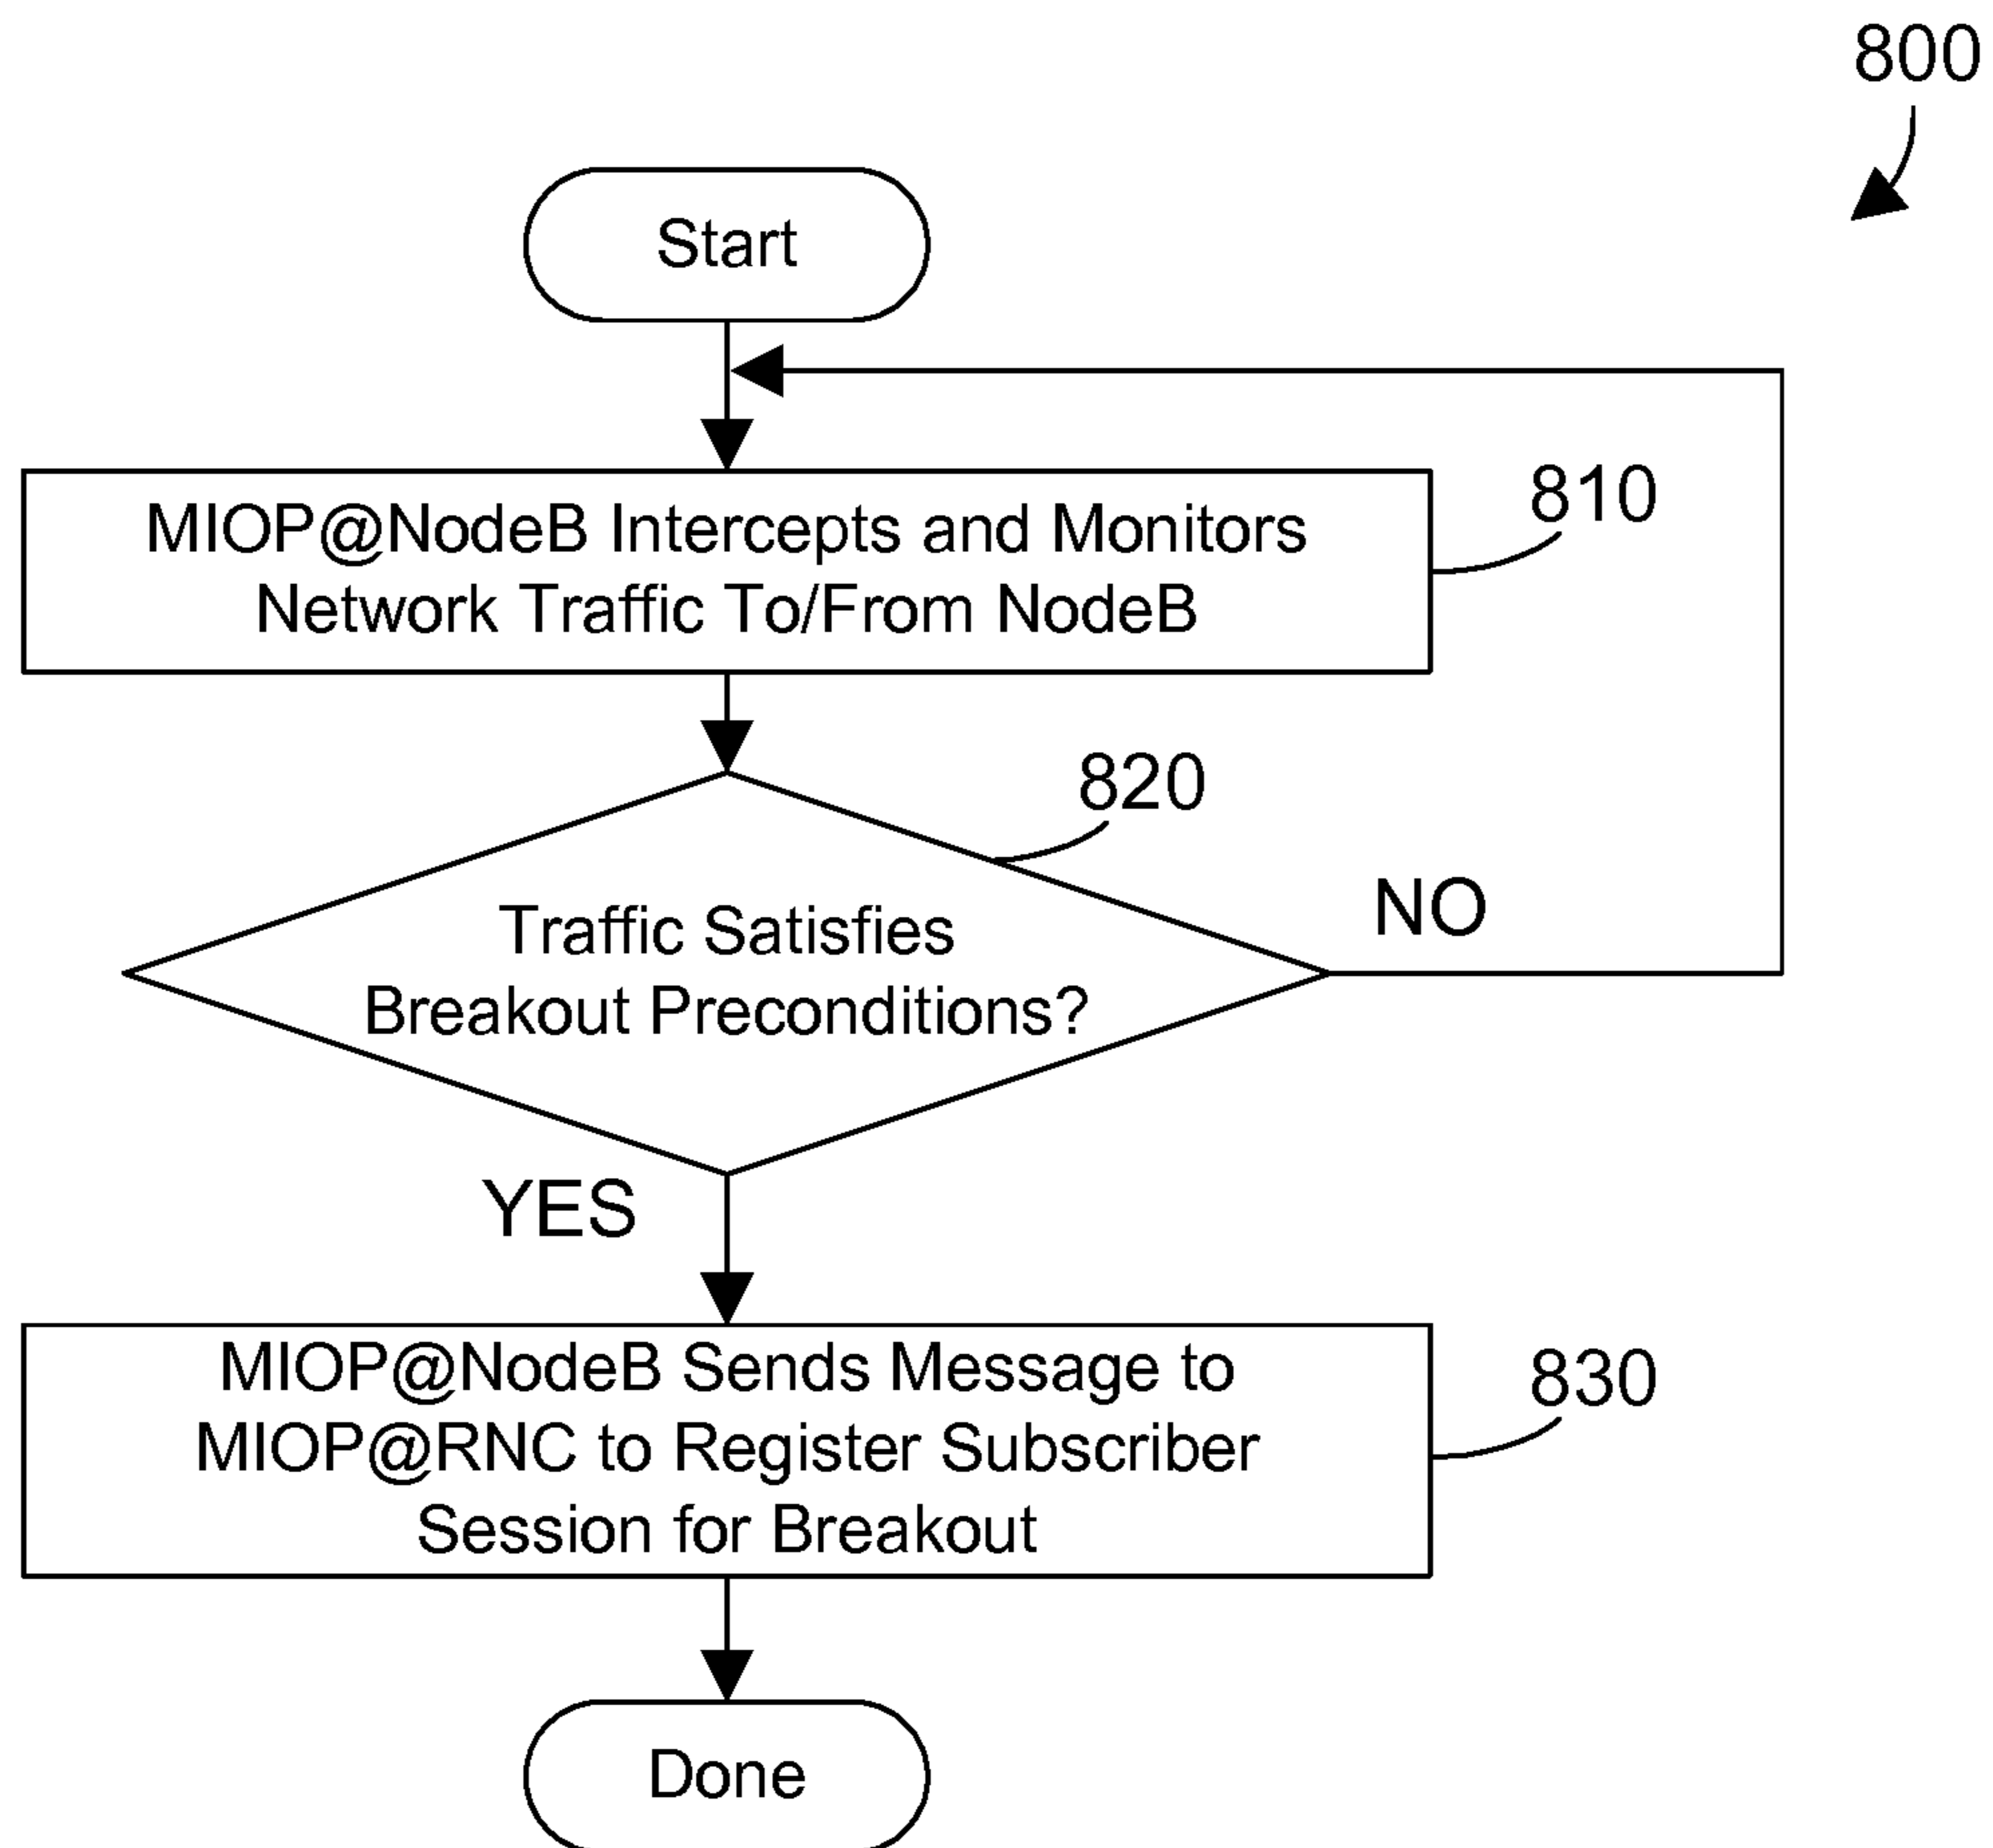 800
Start
MIOP@NodeB Intercepts and Monitors
Network Traffic To/From NodeB
810
820
Traffic Satisfies
Breakout Preconditions?
NO
YES
MIOP@NodeB Sends Message to
MIOP@RNC to Register Subscriber
Session for Breakout
830
Done